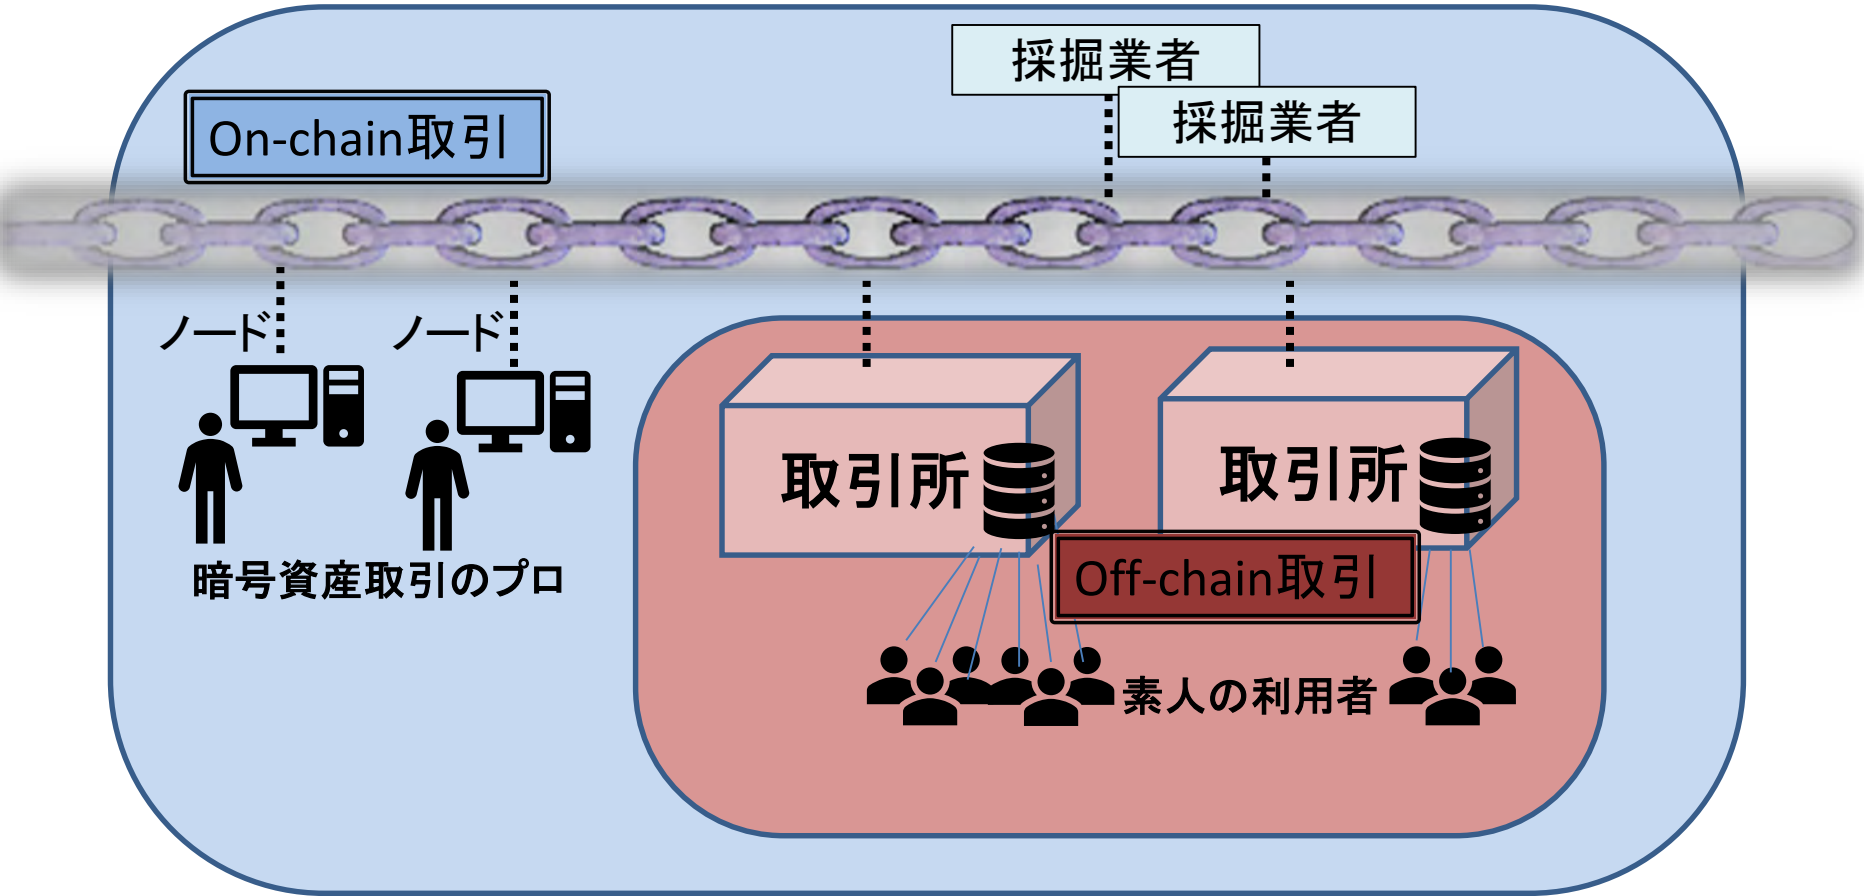 採掘業者
採掘業者
On-chain取引
ノード
ノード
取引所
取引所
暗号資産取引のプロ
Off-chain取引
素人の利用者